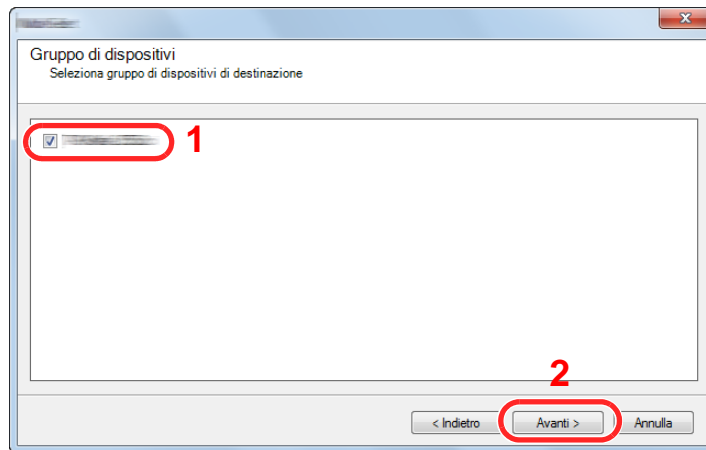 Gruppo di dispositivi
Seleziona gruppo di dispositivi di destinazione
1
2
< Indietro
Avanti >
Annulla